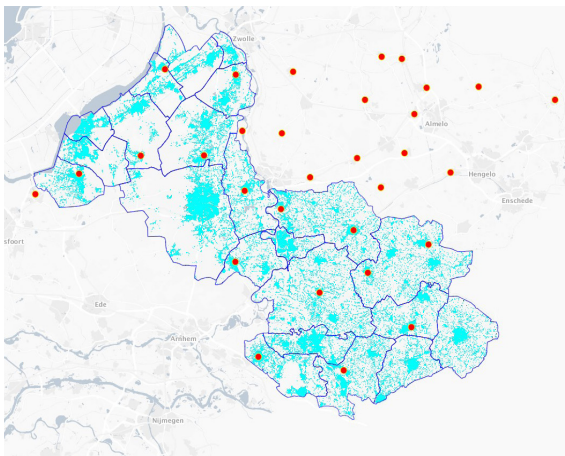 Zwolle
Almelo
Hengelo
Enschede
sfoort
Ede
Arnhem
Nijmegen